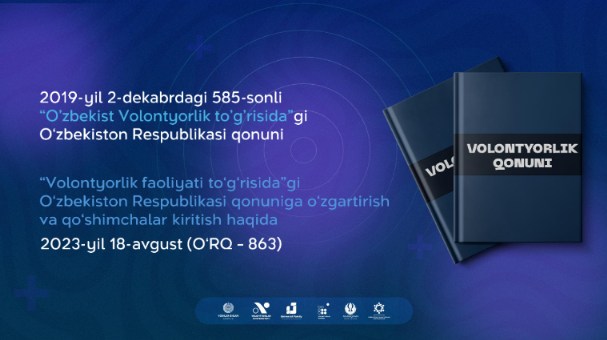 2019-yil 2-dekabrdagi 585-sonli
“O‘zbekist Volontyorlik to‘g‘risida”gi
O‘zbekiston Respublikasi qonuni
“Volontyorlik faoliyati to‘g‘risida”gi
O‘zbekiston Respublikasi qonuniga o‘zgartirish
va qo‘shimchalar kiritish haqida
2023-yil 18-avgust (O‘RQ – 863)
VOLONTYORLIK
QONUNI
VOLO